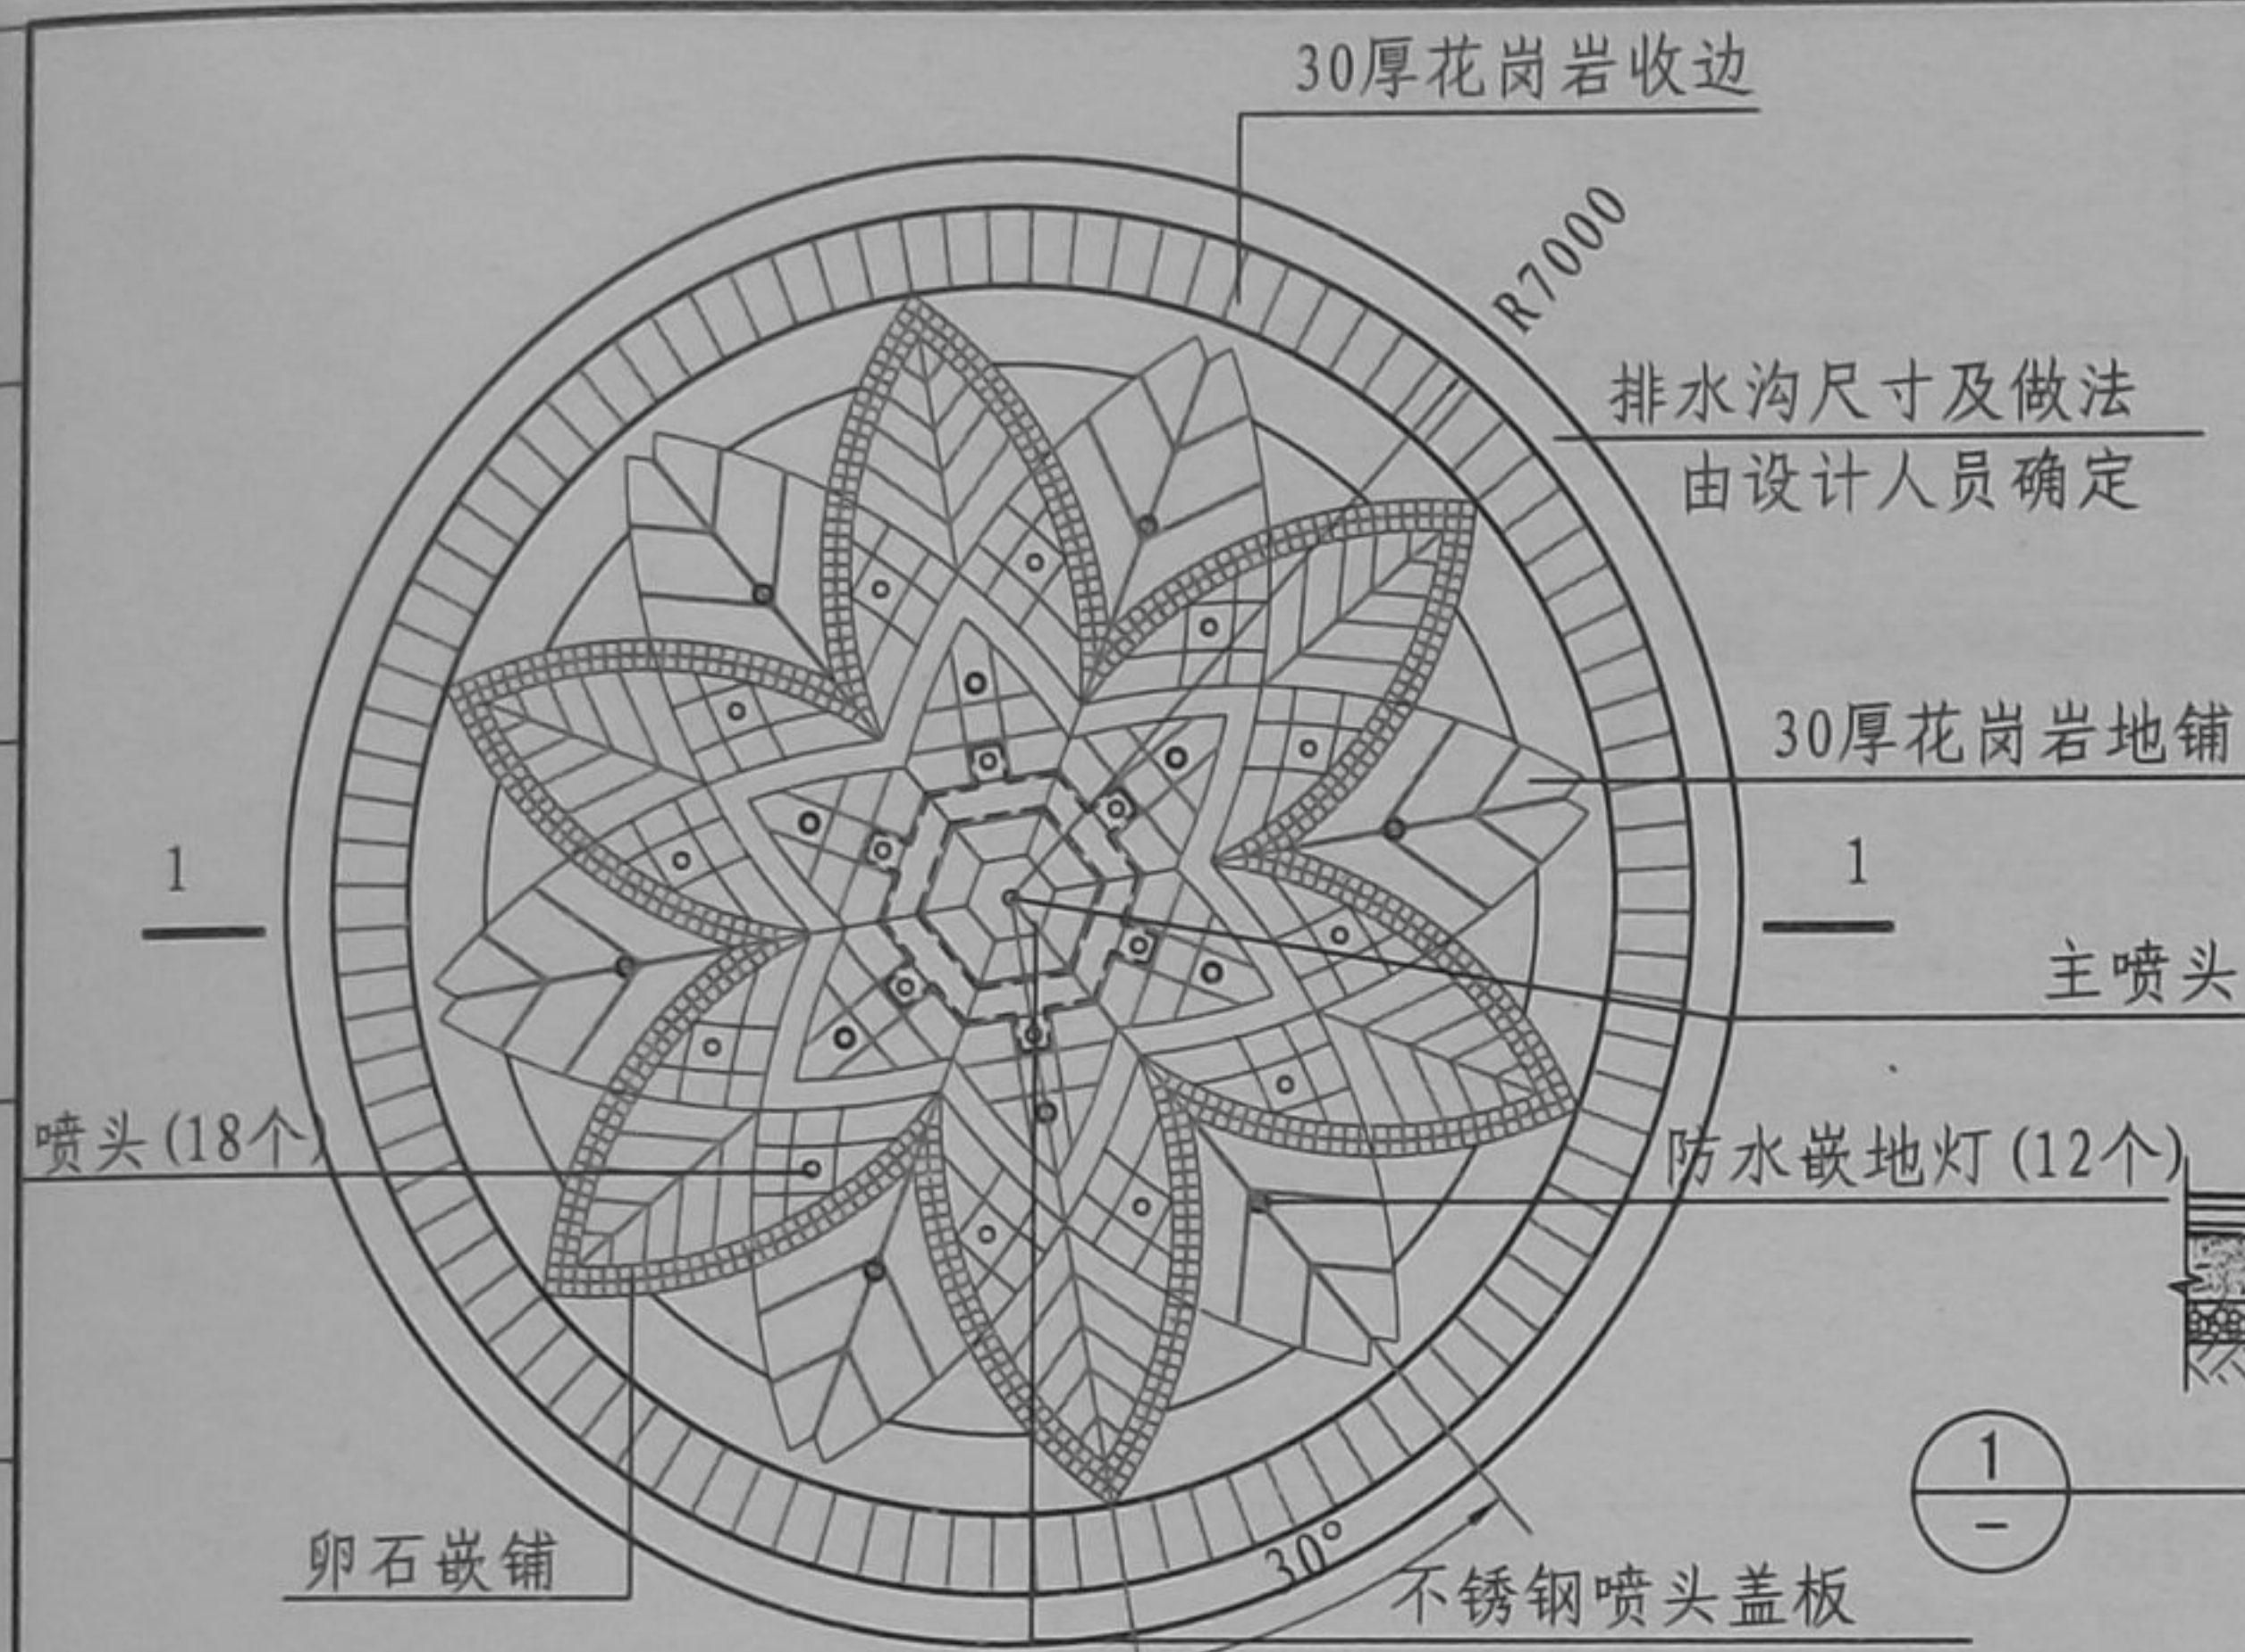 30厚花岗岩收边
R7000
排水沟尺寸及做法
由设计人员确定
30厚花岗岩地铺
1
1
主喷头
喷头(18个)
防水嵌地灯(12个)
1
-
30°
卵石嵌铺
不锈钢喷头盖板